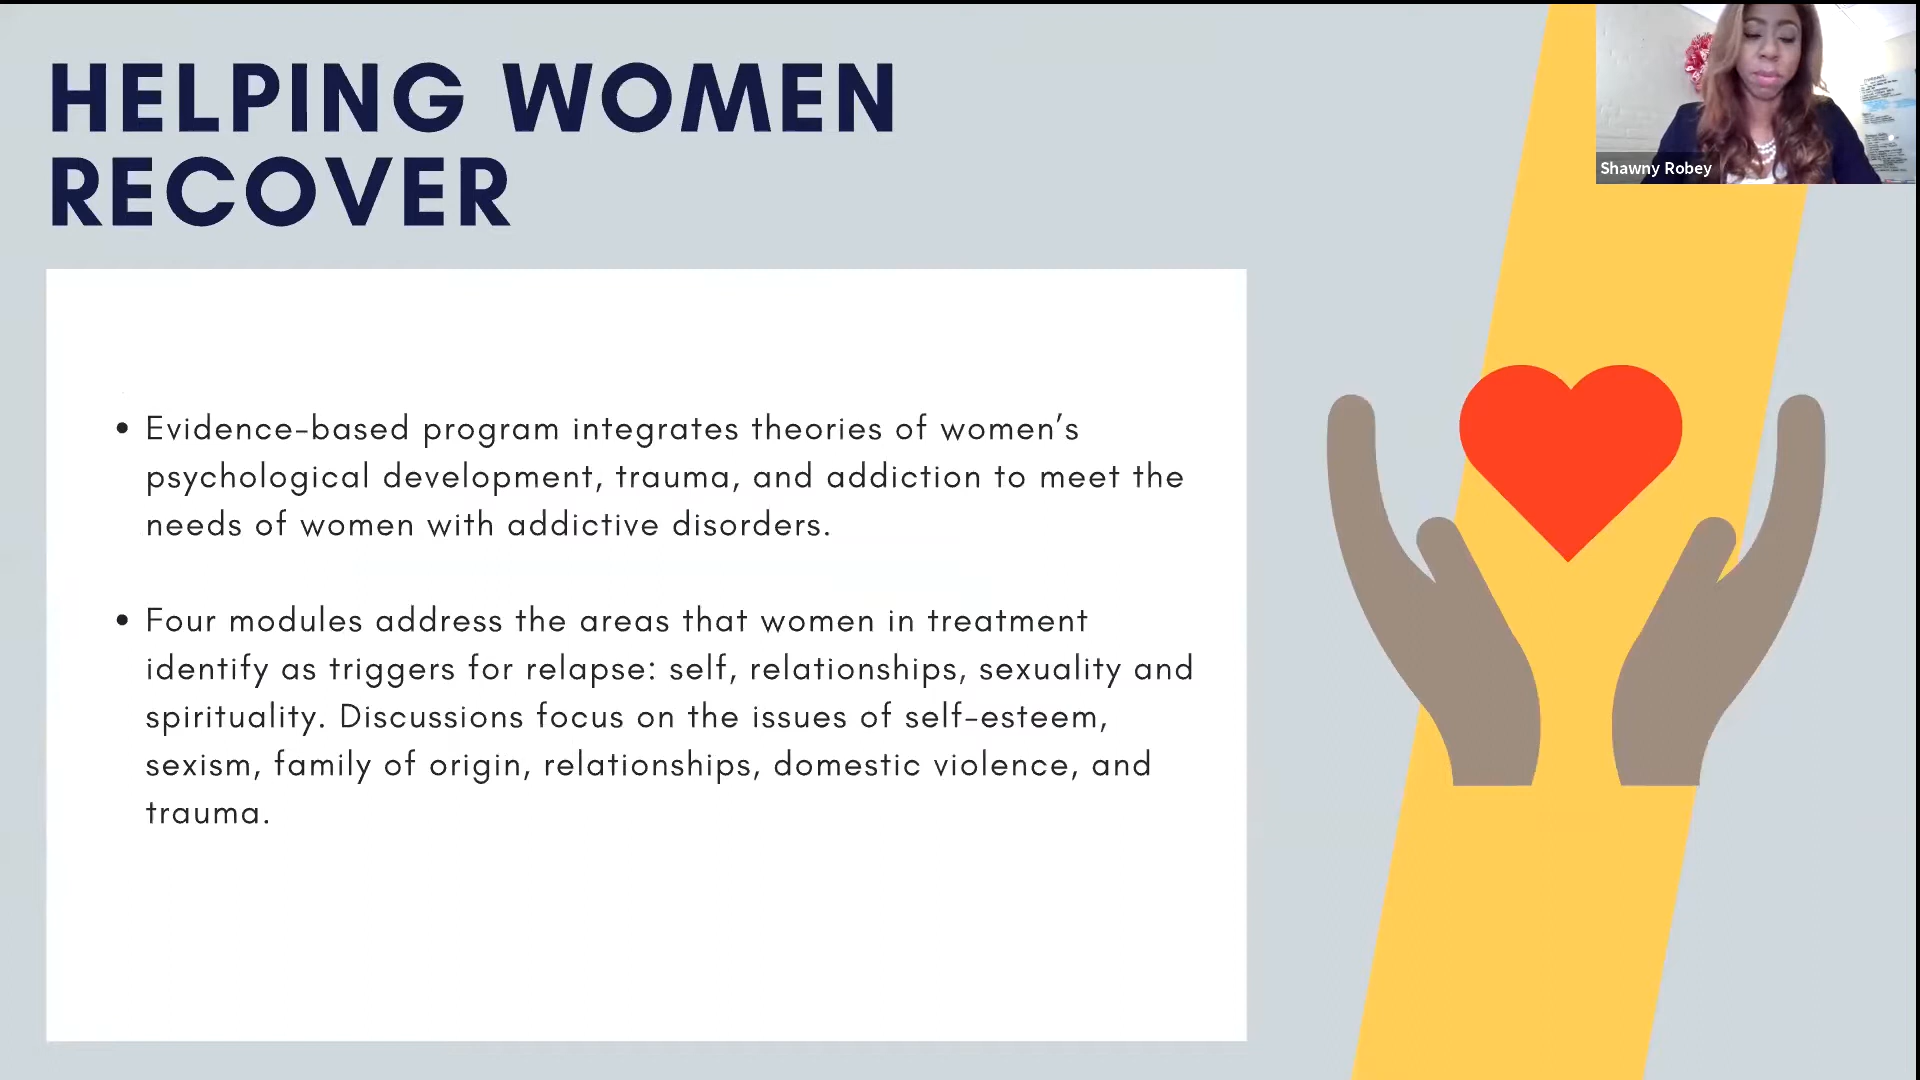 HELPING WOMEN
RECOVER
Shawny Robey
• Evidence-based program integrates theories of women’s
psychological development, trauma, and addiction to meet the
needs of women with addictive disorders.
• Four modules address the areas that women in treatment
identify as triggers for relapse: self, relationships, sexuality and
spirituality. Discussions focus on the issues of self-esteem,
sexism, family of origin, relationships, domestic violence, and
trauma.